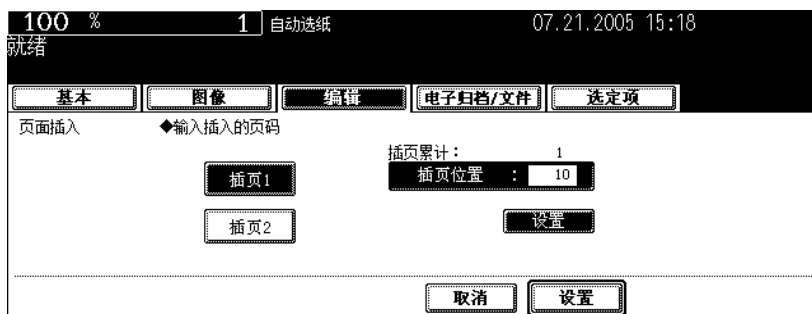 100 % 1 自动选纸 07.21.2005 15:18
就绪
基本 图像 编辑 电子归档/文件 选定项
页面插入 ◆输入插入的页码
插页累计： 1
插页1 插页位置 ： 10
插页2 设置
取消 设置